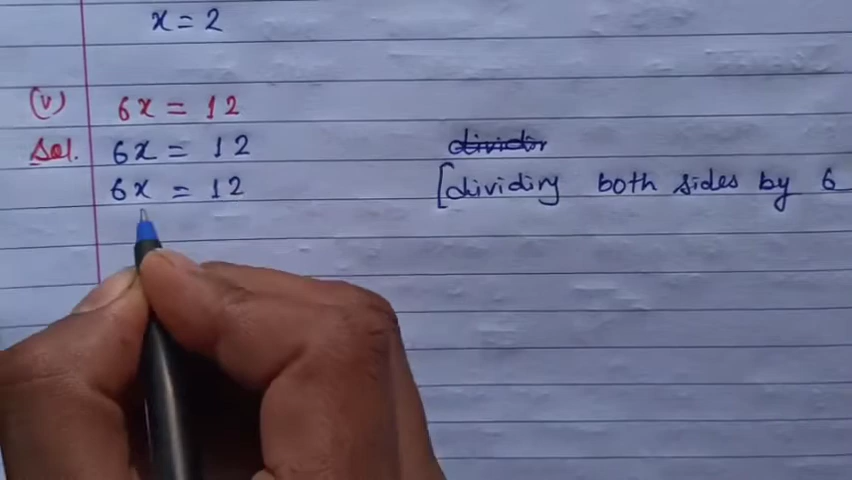 x = 2
(v) 6x = 12
Sol. 6x = 12
6x = 12 [dividing both sides by 6